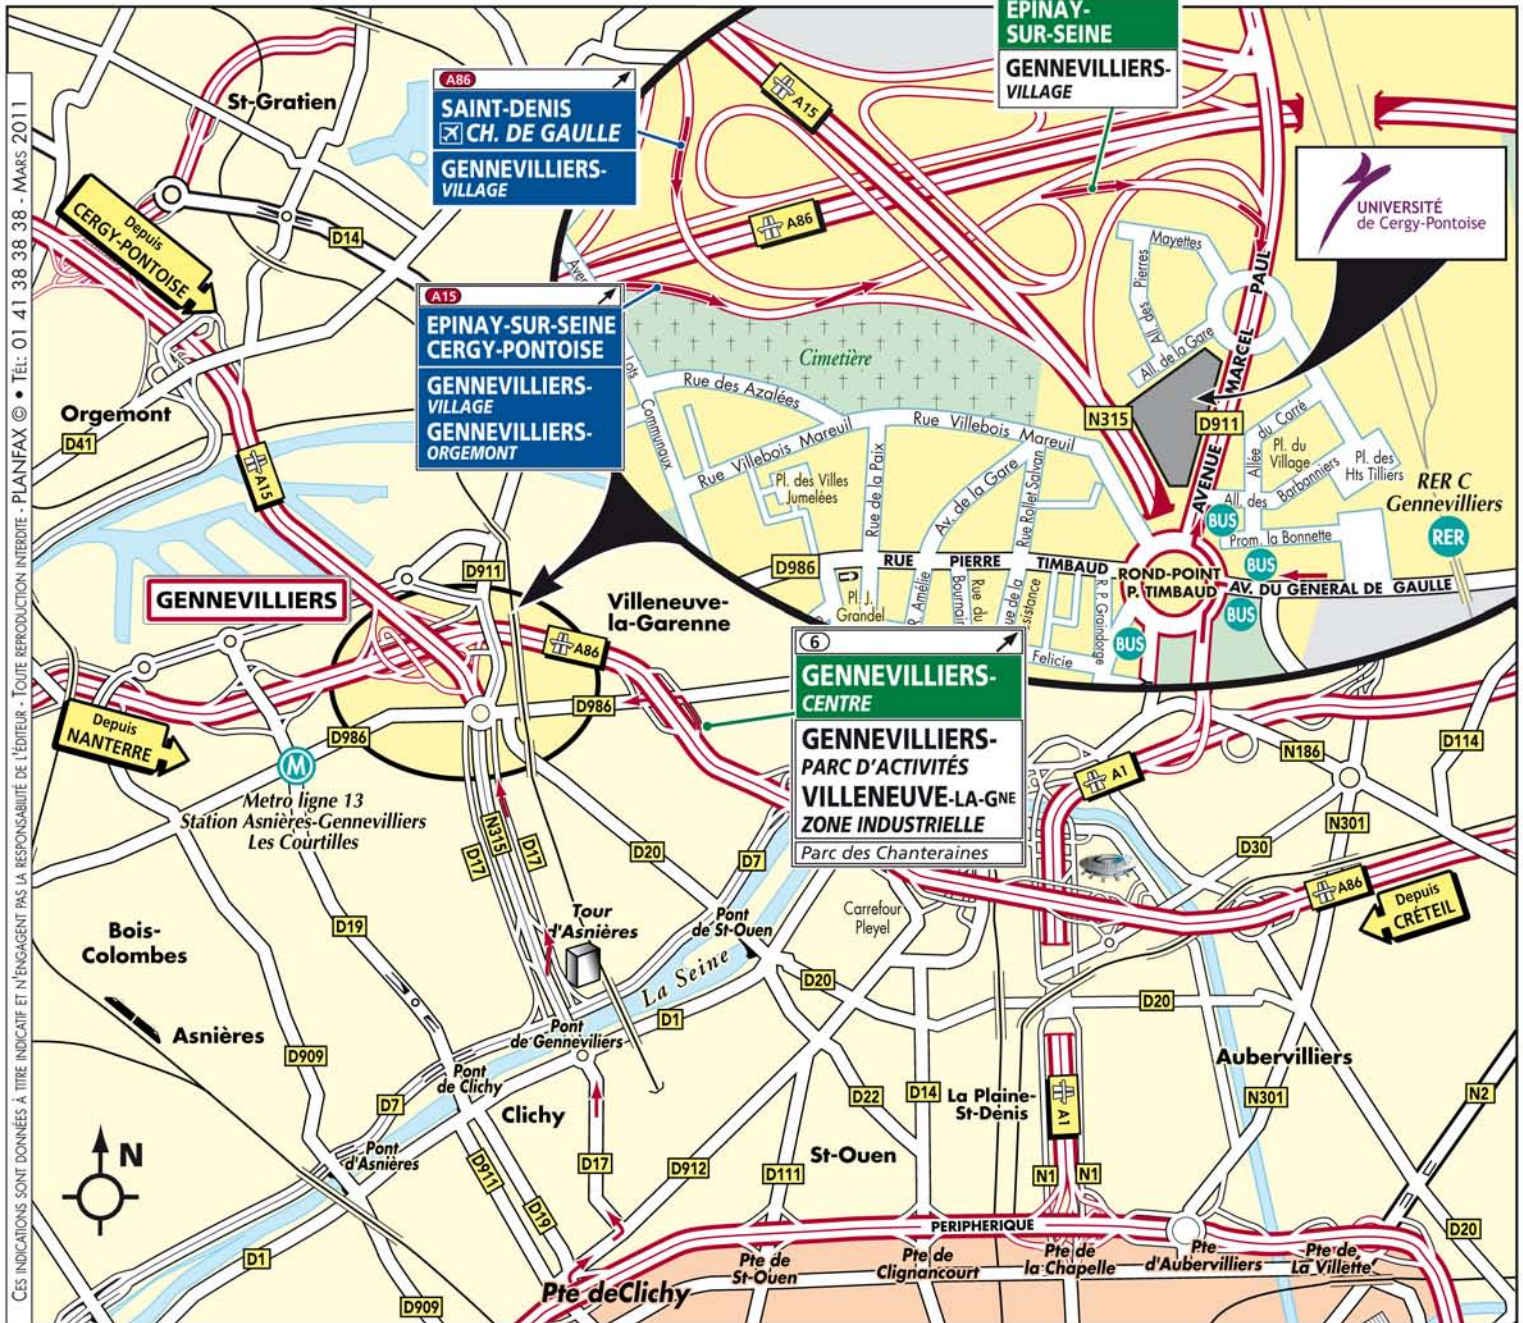 CES INDICATIONS SONT DONNÉES À TITRE INDICATIF ET N'ENGAGENT PAS LA RESPONSABILITÉ DE L'ÉDITEUR - TOUTE REPRODUCTION INTERDITE - PLANFAX © • TÉL: 01 41 38 38 38 - MARS 2011
St-Gratien
Depuis
CERGY-PONTOISE
D14
A86
SAINT-DENIS
CH. DE GAULLE
GENNEVILLIERS-
VILLAGE
A15
EPINAY-SUR-SEINE
CERGY-PONTOISE
GENNEVILLIERS-
VILLAGE
GENNEVILLIERS-
ORGEMONT
EPINAY-
SUR-SEINE
GENNEVILLIERS-
VILLAGE
A15
A86
UNIVERSITÉ
de Cergy-Pontoise
Mayettes
All. des Pierres
All. de la Gare
AVENUE MARCEL PAUL
Cimetière
N315
D911
Rue des Azalées
Communaux
Rue Villebois Mareuil
Rue Villebois Mareuil
Pl. des Villes
Jumelées
Rue de la Paix
Av. de la Gare
Rue Rollet Salvan
Allée du Carré
Pl. du
Village
Pl. des
Hts Tilliers
All. des Barbanniers
Prom. la Bonnette
RER C
Gennevilliers
RER
BUS
BUS
BUS
BUS
D986
RUE PIERRE TIMBAUD
ROND-POINT
P. TIMBAUD
AV. DU GENERAL DE GAULLE
Pl. J.
Grandel
R. P. Graindorge
Felicie
Orgemont
D41
A15
GENNEVILLIERS
D911
Villeneuve-
la-Garenne
A86
D986
D986
Depuis
NANTERRE
M
Metro ligne 13
Station Asnières-Gennevilliers
Les Courtilles
6
GENNEVILLIERS-
CENTRE
GENNEVILLIERS-
PARC D'ACTIVITÉS
VILLENEUVE-LA-GNE
ZONE INDUSTRIELLE
Parc des Chanteraines
N315
D17
D17
D20
D7
A1
N186
D114
N301
D30
A86
Depuis
CRÉTEIL
Bois-
Colombes
D19
Tour
d'Asnières
Pont
de St-Ouen
Carrefour
Pleyel
La Seine
D20
D20
D1
Asnières
D909
Pont
de Gennevilliers
Pont
de Clichy
Aubervilliers
D7
Clichy
D22
D14
La Plaine-
St-Denis
A1
N301
N2
N
Pont
d'Asnières
D911
D19
D17
D912
D111
St-Ouen
N1
N1
PERIPHERIQUE
D20
D1
D909
Pte deClichy
Pte de
St-Ouen
Pte de
Clignancourt
Pte de
la Chapelle
Pte
d'Aubervilliers
Pte de
La Villette